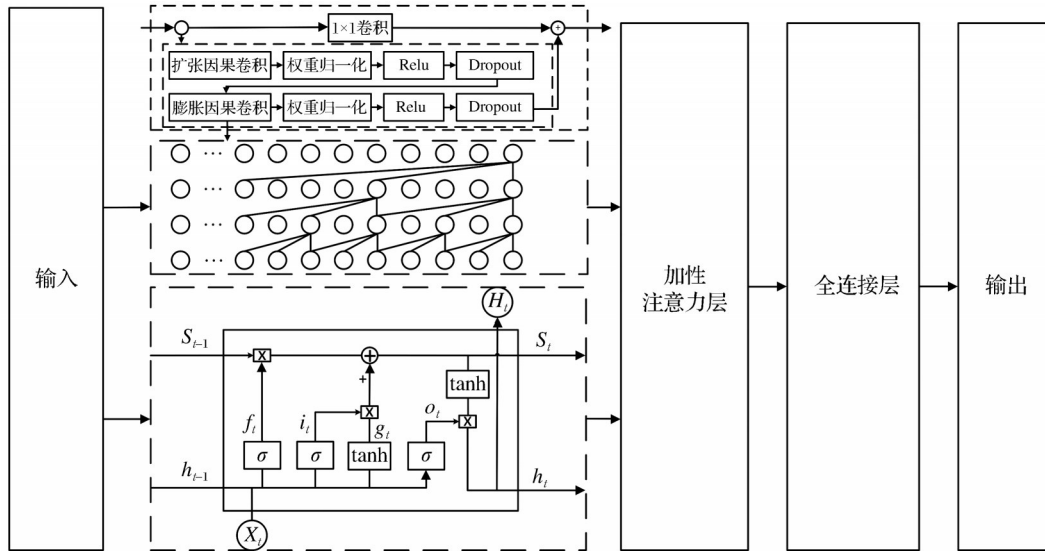 输入
1×1卷积
+
扩张因果卷积
权重归一化
Relu
Dropout
膨胀因果卷积
权重归一化
Relu
Dropout
...
...
...
...
H_t
S_{t-1}
X
+
S_t
+
tanh
f_t
i_t
X
g_t
o_t
X
σ
σ
tanh
σ
h_{t-1}
h_t
X_t
加性
注意力层
全连接层
输出